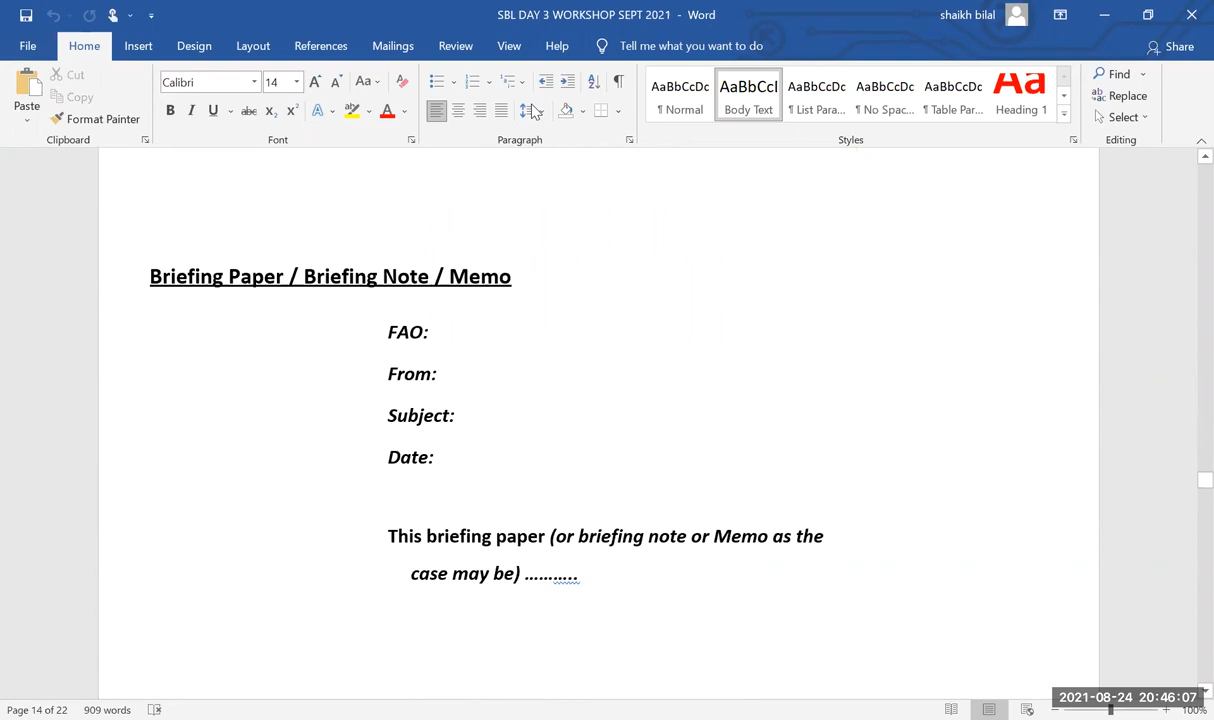 SBL DAY 3 WORKSHOP SEPT 2021 - Word
shaikh bilal
File Home Insert Design Layout References Mailings Review View Help Tell me what you want to do Share
Paste
Cut
Copy
Format Painter
Clipboard
Calibri 14
Font
Paragraph
AaBbCcDc AaBbCcI AaBbCcDc AaBbCcDc AaBbCcDc AaBbCc
¶ Normal Body Text ¶ List Para... ¶ No Spac... ¶ Table Par... Heading 1
Styles
Find
Replace
Select
Editing
Briefing Paper / Briefing Note / Memo
FAO:
From:
Subject:
Date:
This briefing paper (or briefing note or Memo as the
case may be) ………..
2021-08-24 20:46:07
Page 14 of 22 909 words
100%